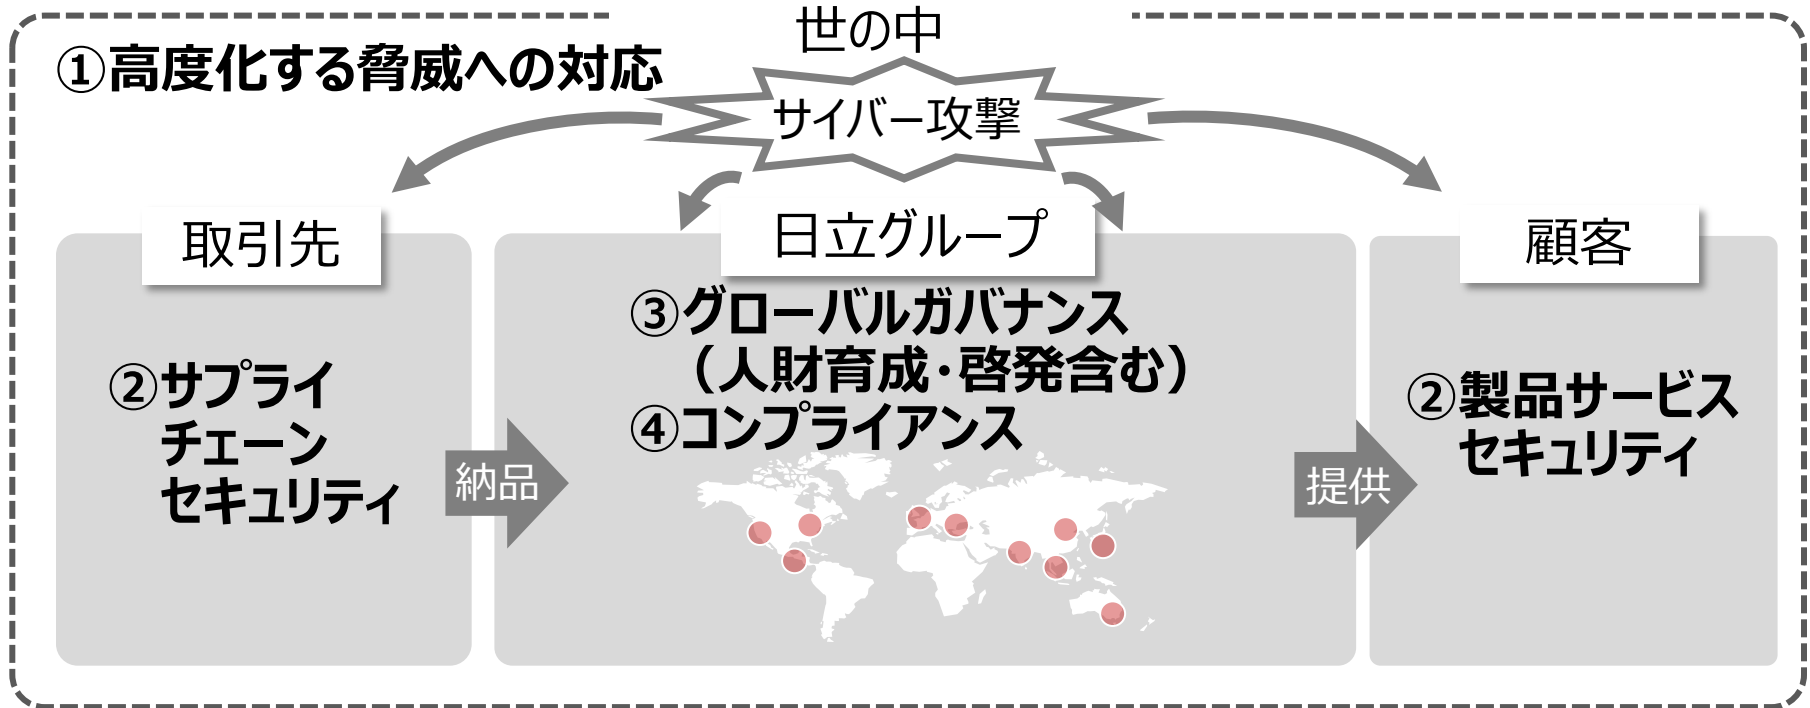 世の中
①高度化する脅威への対応
サイバー攻撃
取引先
日立グループ
顧客
②サプライ
チェーン
セキュリティ
納品
③グローバルガバナンス
（人財育成・啓発含む）
④コンプライアンス
提供
②製品サービス
セキュリティ